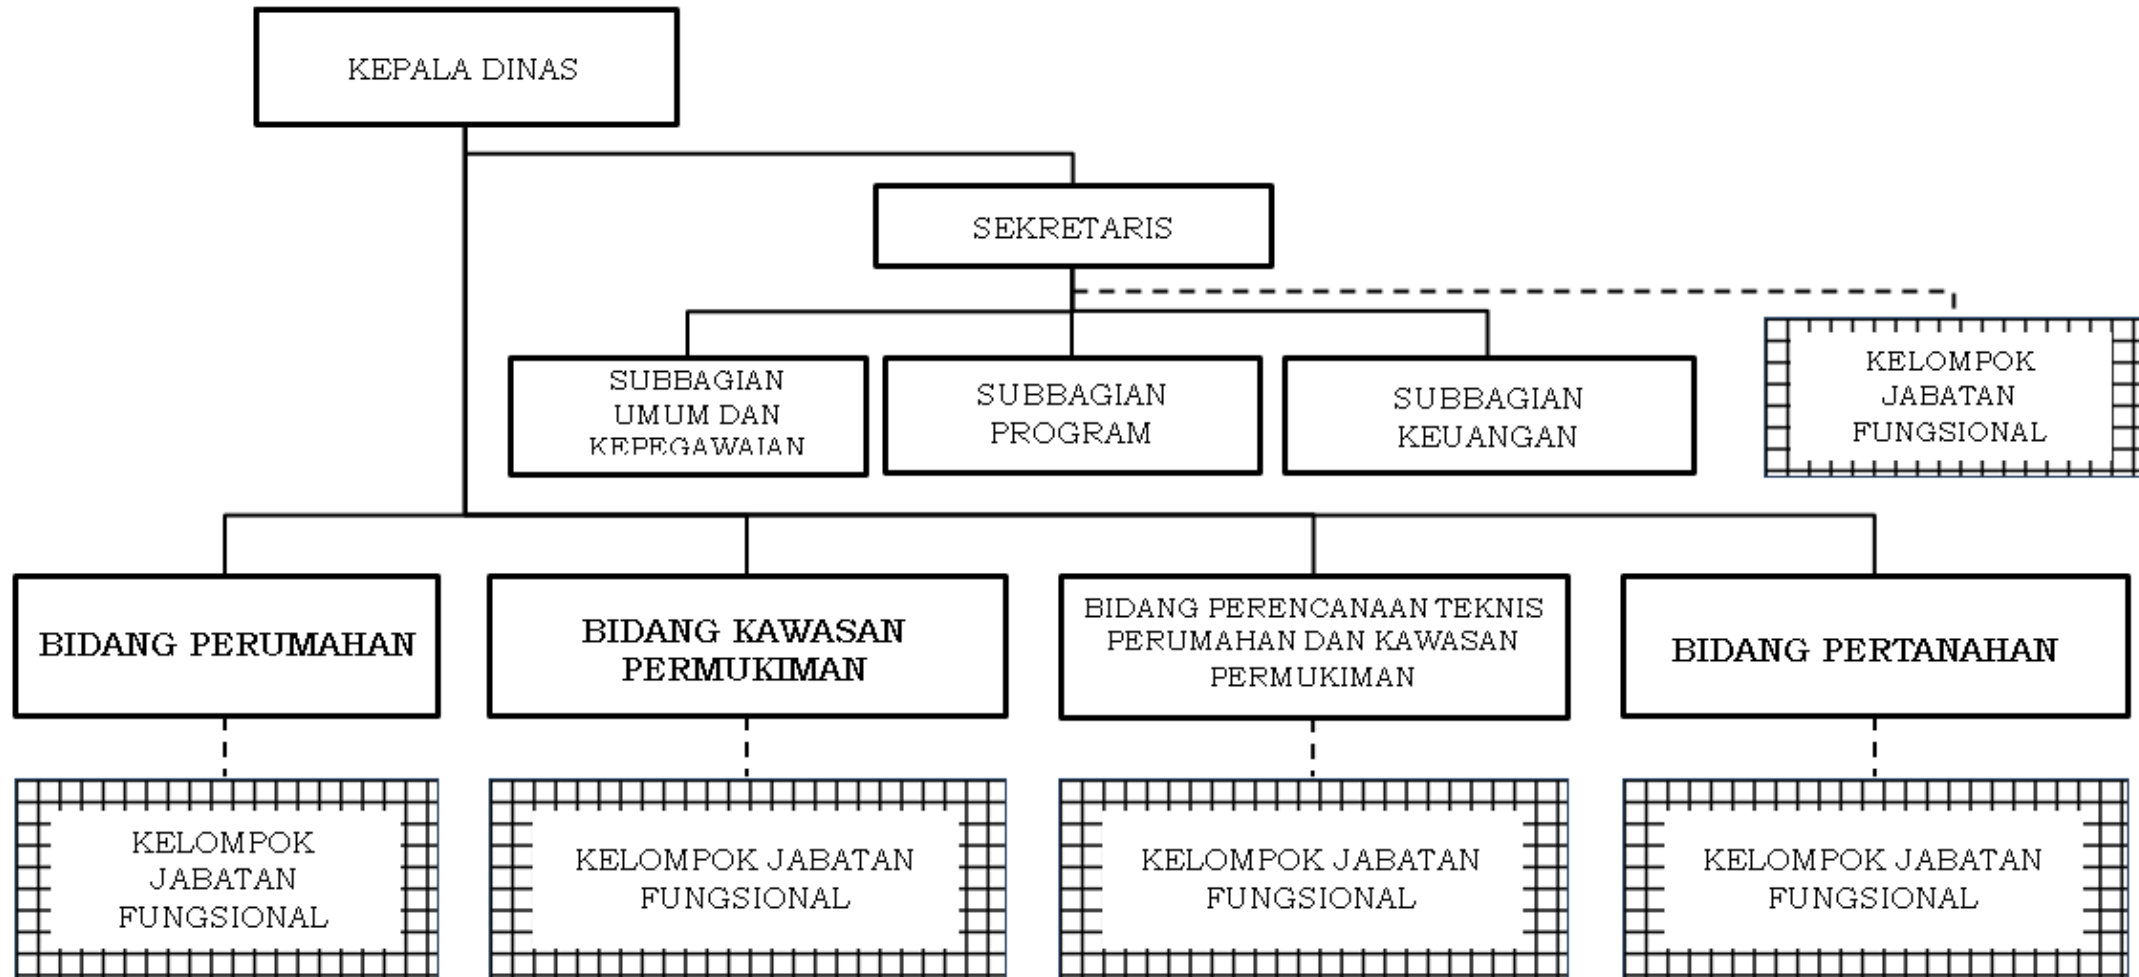 KEPALA DINAS
SEKRETARIS
SUBBAGIAN
UMUM DAN
KEPEGAWAIAN
SUBBAGIAN
PROGRAM
SUBBAGIAN
KEUANGAN
KELOMPOK
JABATAN
FUNGSIONAL
BIDANG PERUMAHAN
BIDANG KAWASAN
PERMUKIMAN
BIDANG PERENCANAAN TEKNIS
PERUMAHAN DAN KAWASAN
PERMUKIMAN
BIDANG PERTANAHAN
KELOMPOK
JABATAN
FUNGSIONAL
KELOMPOK JABATAN
FUNGSIONAL
KELOMPOK JABATAN
FUNGSIONAL
KELOMPOK JABATAN
FUNGSIONAL